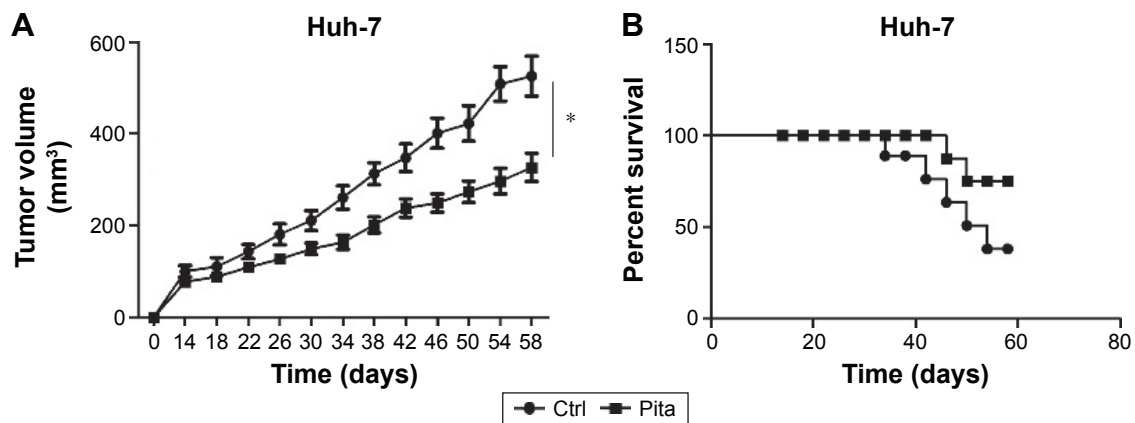 A
Huh-7
Tumor volume
(mm³)
600
400
200
0
*
0 14 18 22 26 30 34 38 42 46 50 54 58
Time (days)
B
Huh-7
Percent survival
150
100
50
0
0 20 40 60 80
Time (days)
Ctrl Pita